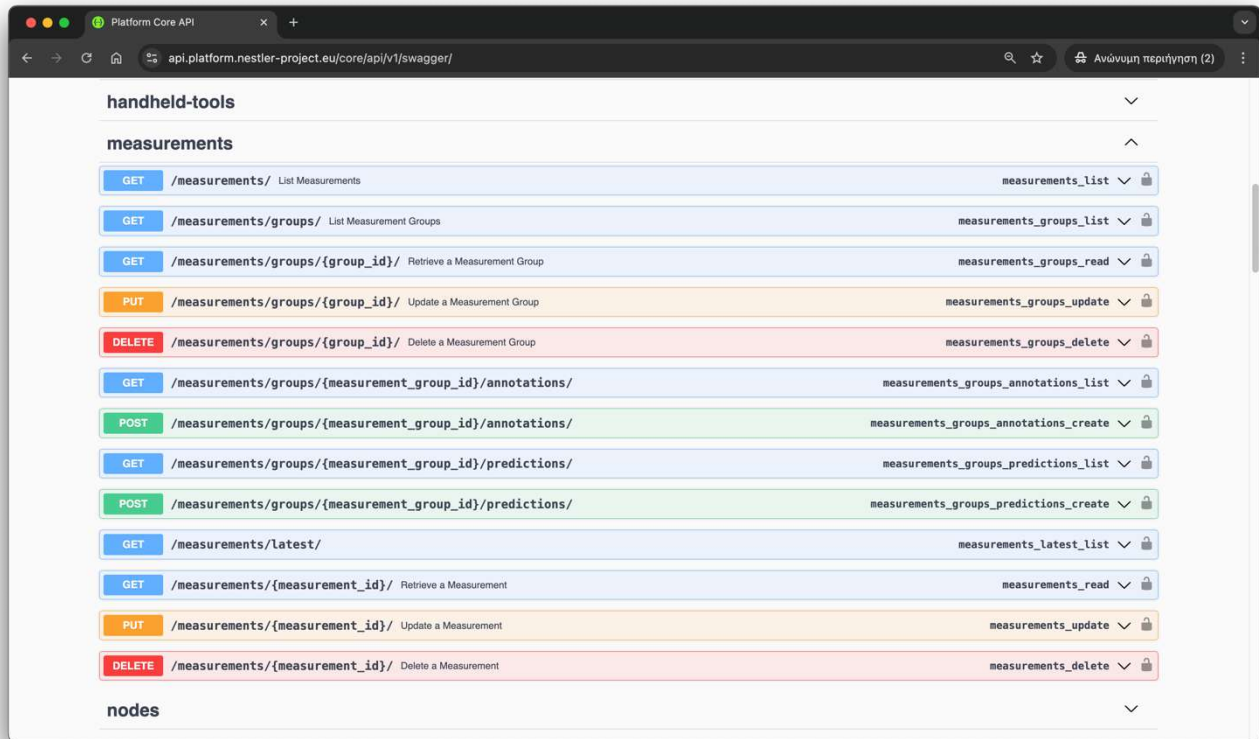 Platform Core API
api.platform.nestler-project.eu/core/api/v1/swagger/
Ανώνυμη περιήγηση (2)
handheld-tools
measurements
GET /measurements/ List Measurements measurements_list
GET /measurements/groups/ List Measurement Groups measurements_groups_list
GET /measurements/groups/{group_id}/ Retrieve a Measurement Group measurements_groups_read
PUT /measurements/groups/{group_id}/ Update a Measurement Group measurements_groups_update
DELETE /measurements/groups/{group_id}/ Delete a Measurement Group measurements_groups_delete
GET /measurements/groups/{measurement_group_id}/annotations/ measurements_groups_annotations_list
POST /measurements/groups/{measurement_group_id}/annotations/ measurements_groups_annotations_create
GET /measurements/groups/{measurement_group_id}/predictions/ measurements_groups_predictions_list
POST /measurements/groups/{measurement_group_id}/predictions/ measurements_groups_predictions_create
GET /measurements/latest/ measurements_latest_list
GET /measurements/{measurement_id}/ Retrieve a Measurement measurements_read
PUT /measurements/{measurement_id}/ Update a Measurement measurements_update
DELETE /measurements/{measurement_id}/ Delete a Measurement measurements_delete
nodes